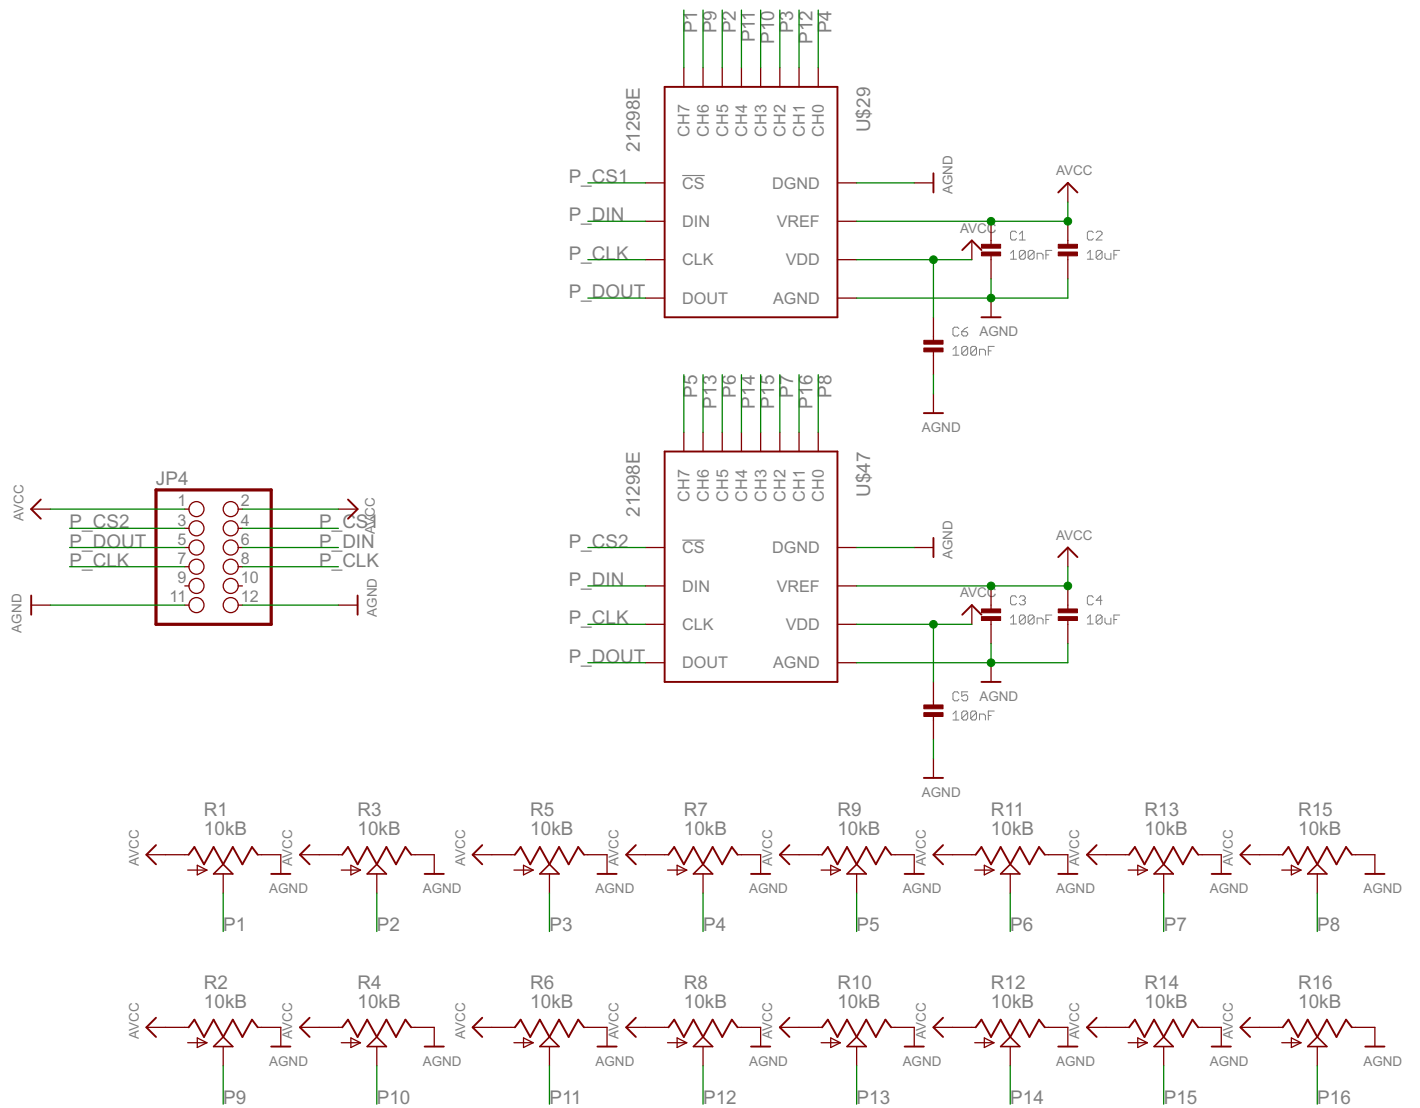 P1 P9 P2 P11 P10 P3 P12 P4
21298E
U$29
CH7 CH6 CH5 CH4 CH3 CH2 CH1 CH0
P_CS1 CS DGND AGND
AVCC
P_DIN DIN VREF
AVCC C1 C2
100nF 10uF
P_CLK CLK VDD
P_DOUT DOUT AGND
AGND
C6
100nF
AGND
P5 P13 P6 P14 P15 P7 P16 P8
21298E
U$47
CH7 CH6 CH5 CH4 CH3 CH2 CH1 CH0
P_CS2 CS DGND AGND
AVCC
P_DIN DIN VREF
AVCC C3 C4
100nF 10uF
P_CLK CLK VDD
P_DOUT DOUT AGND
AGND
C5
100nF
AGND
JP4
AVCC 1 2 AVCC
P_CS2 3 4 P_CS1
P_DOUT 5 6 P_DIN
P_CLK 7 8 P_CLK
9 10
AGND 11 12 AGND
R1 R3 R5 R7 R9 R11 R13 R15
10kB 10kB 10kB 10kB 10kB 10kB 10kB 10kB
AVCC AVCC AVCC AVCC AVCC AVCC AVCC AVCC
AGND AGND AGND AGND AGND AGND AGND AGND
P1 P2 P3 P4 P5 P6 P7 P8
R2 R4 R6 R8 R10 R12 R14 R16
10kB 10kB 10kB 10kB 10kB 10kB 10kB 10kB
AVCC AVCC AVCC AVCC AVCC AVCC AVCC AVCC
AGND AGND AGND AGND AGND AGND AGND AGND
P9 P10 P11 P12 P13 P14 P15 P16